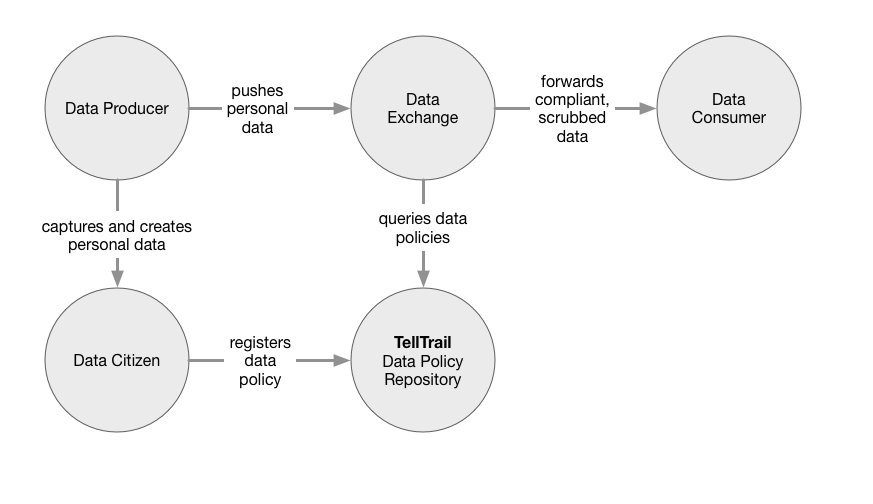 Data Producer
pushes
personal
data
Data
Exchange
forwards
compliant,
scrubbed
data
Data
Consumer
captures and creates
personal data
queries data
policies
Data Citizen
registers
data
policy
TellTrail
Data Policy
Repository